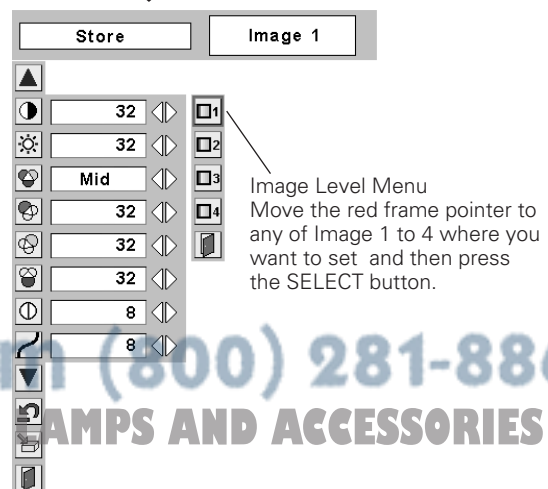 Store
Image 1
32
1
32
2
Mid
3
32
4
32
32
8
8
Image Level Menu
Move the red frame pointer to
any of Image 1 to 4 where you
want to set and then press
the SELECT button.
(800) 281-88
AMPS AND ACCESSORIES